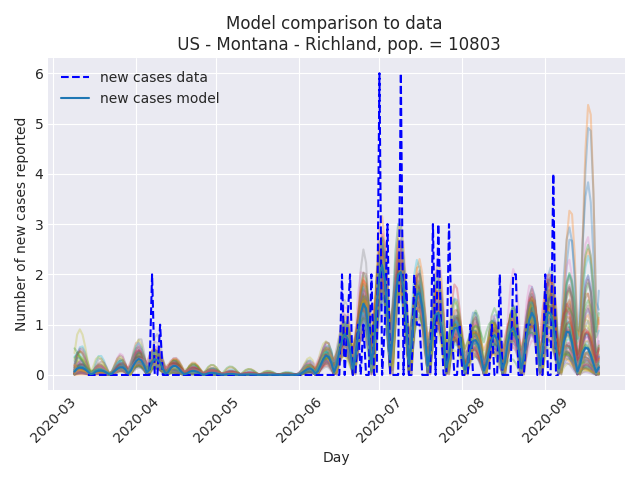 Model comparison to data
US - Montana - Richland, pop. = 10803
new cases data
new cases model
Number of new cases reported
6
5
4
3
2
1
0
2020-03
2020-04
2020-05
2020-06
2020-07
2020-08
2020-09
Day